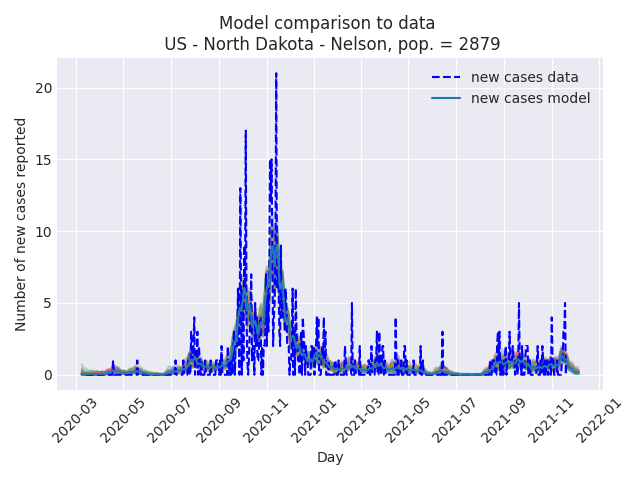 Model comparison to data
US - North Dakota - Nelson, pop. = 2879
new cases data
new cases model
Number of new cases reported
20
15
10
5
0
2020-03
2020-05
2020-07
2020-09
2020-11
2021-01
2021-03
2021-05
2021-07
2021-09
2021-11
2022-01
Day